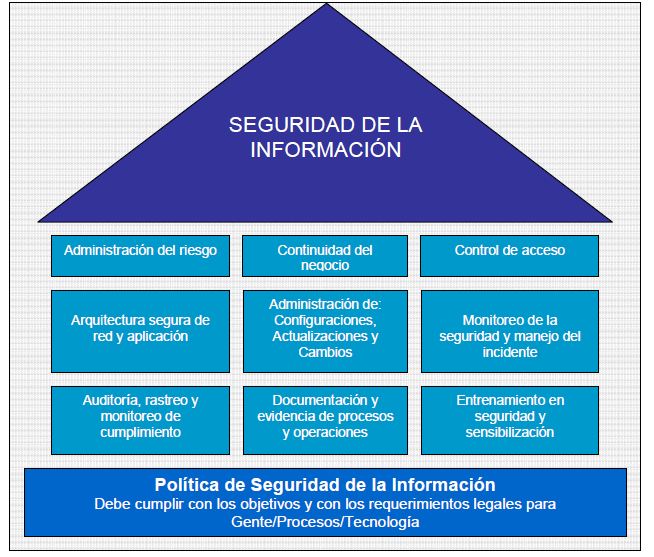 SEGURIDAD DE LA
INFORMACIÓN
Administración del riesgo
Continuidad del
negocio
Control de acceso
Arquitectura segura de
red y aplicación
Administración de:
Configuraciones,
Actualizaciones y
Cambios
Monitoreo de la
seguridad y manejo del
incidente
Auditoría, rastreo y
monitoreo de
cumplimiento
Documentación y
evidencia de procesos
y operaciones
Entrenamiento en
seguridad y
sensibilización
Política de Seguridad de la Información
Debe cumplir con los objetivos y con los requerimientos legales para
Gente/Procesos/Tecnología